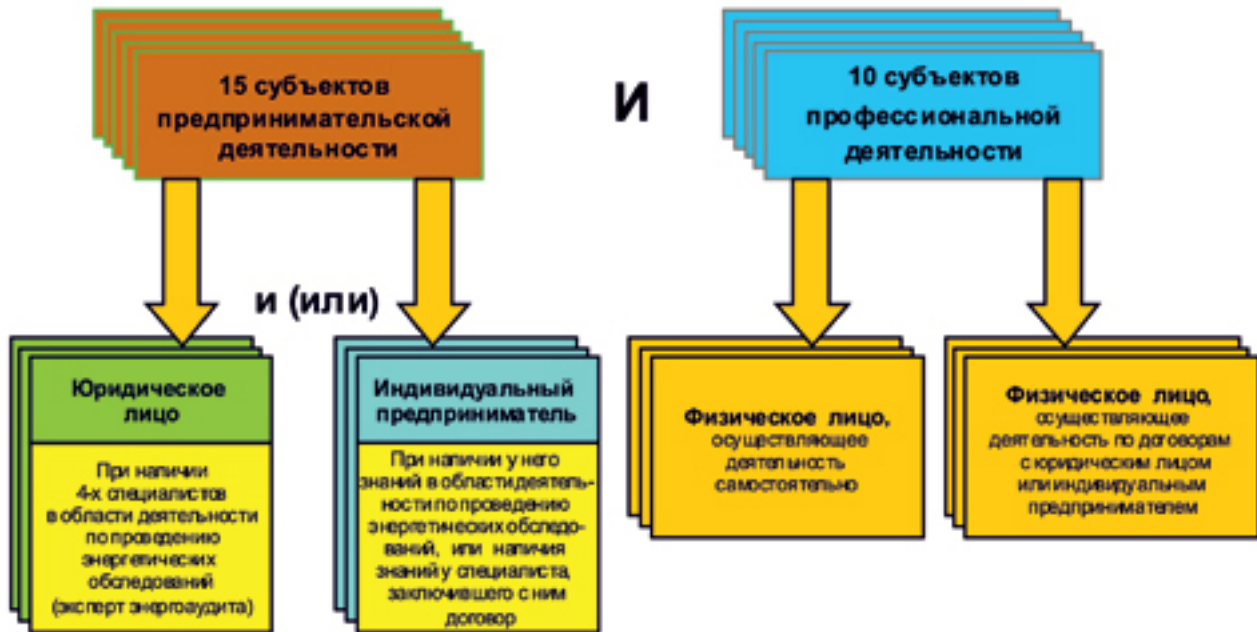 15 субъектов
предпринимательской
деятельности
И
10 субъектов
профессиональной
деятельности
и (или)
Юридическое
лицо
При наличии
4-х специалистов
в области деятельности
по проведению
энергетических
обследований
(эксперт энергоаудита)
Индивидуальный
предприниматель
При наличии у него
знаний в области деятель-
ности по проведению
энергетических обследо-
ваний, или наличия
знаний у специалиста,
заключившего с ним
договор
Физическое лицо,
осуществляющее
деятельность
самостоятельно
Физическое лицо,
осуществляющее
деятельность по договорам
с юридическим лицом
или индивидуальным
предпринимателем